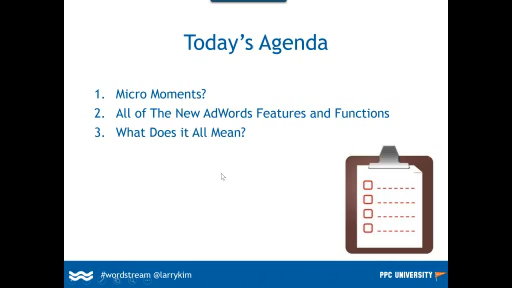 Today's Agenda
1. Micro Moments?
2. All of The New AdWords Features and Functions
3. What Does it All Mean?
#wordstream @larrykim
PPC UNIVERSITY